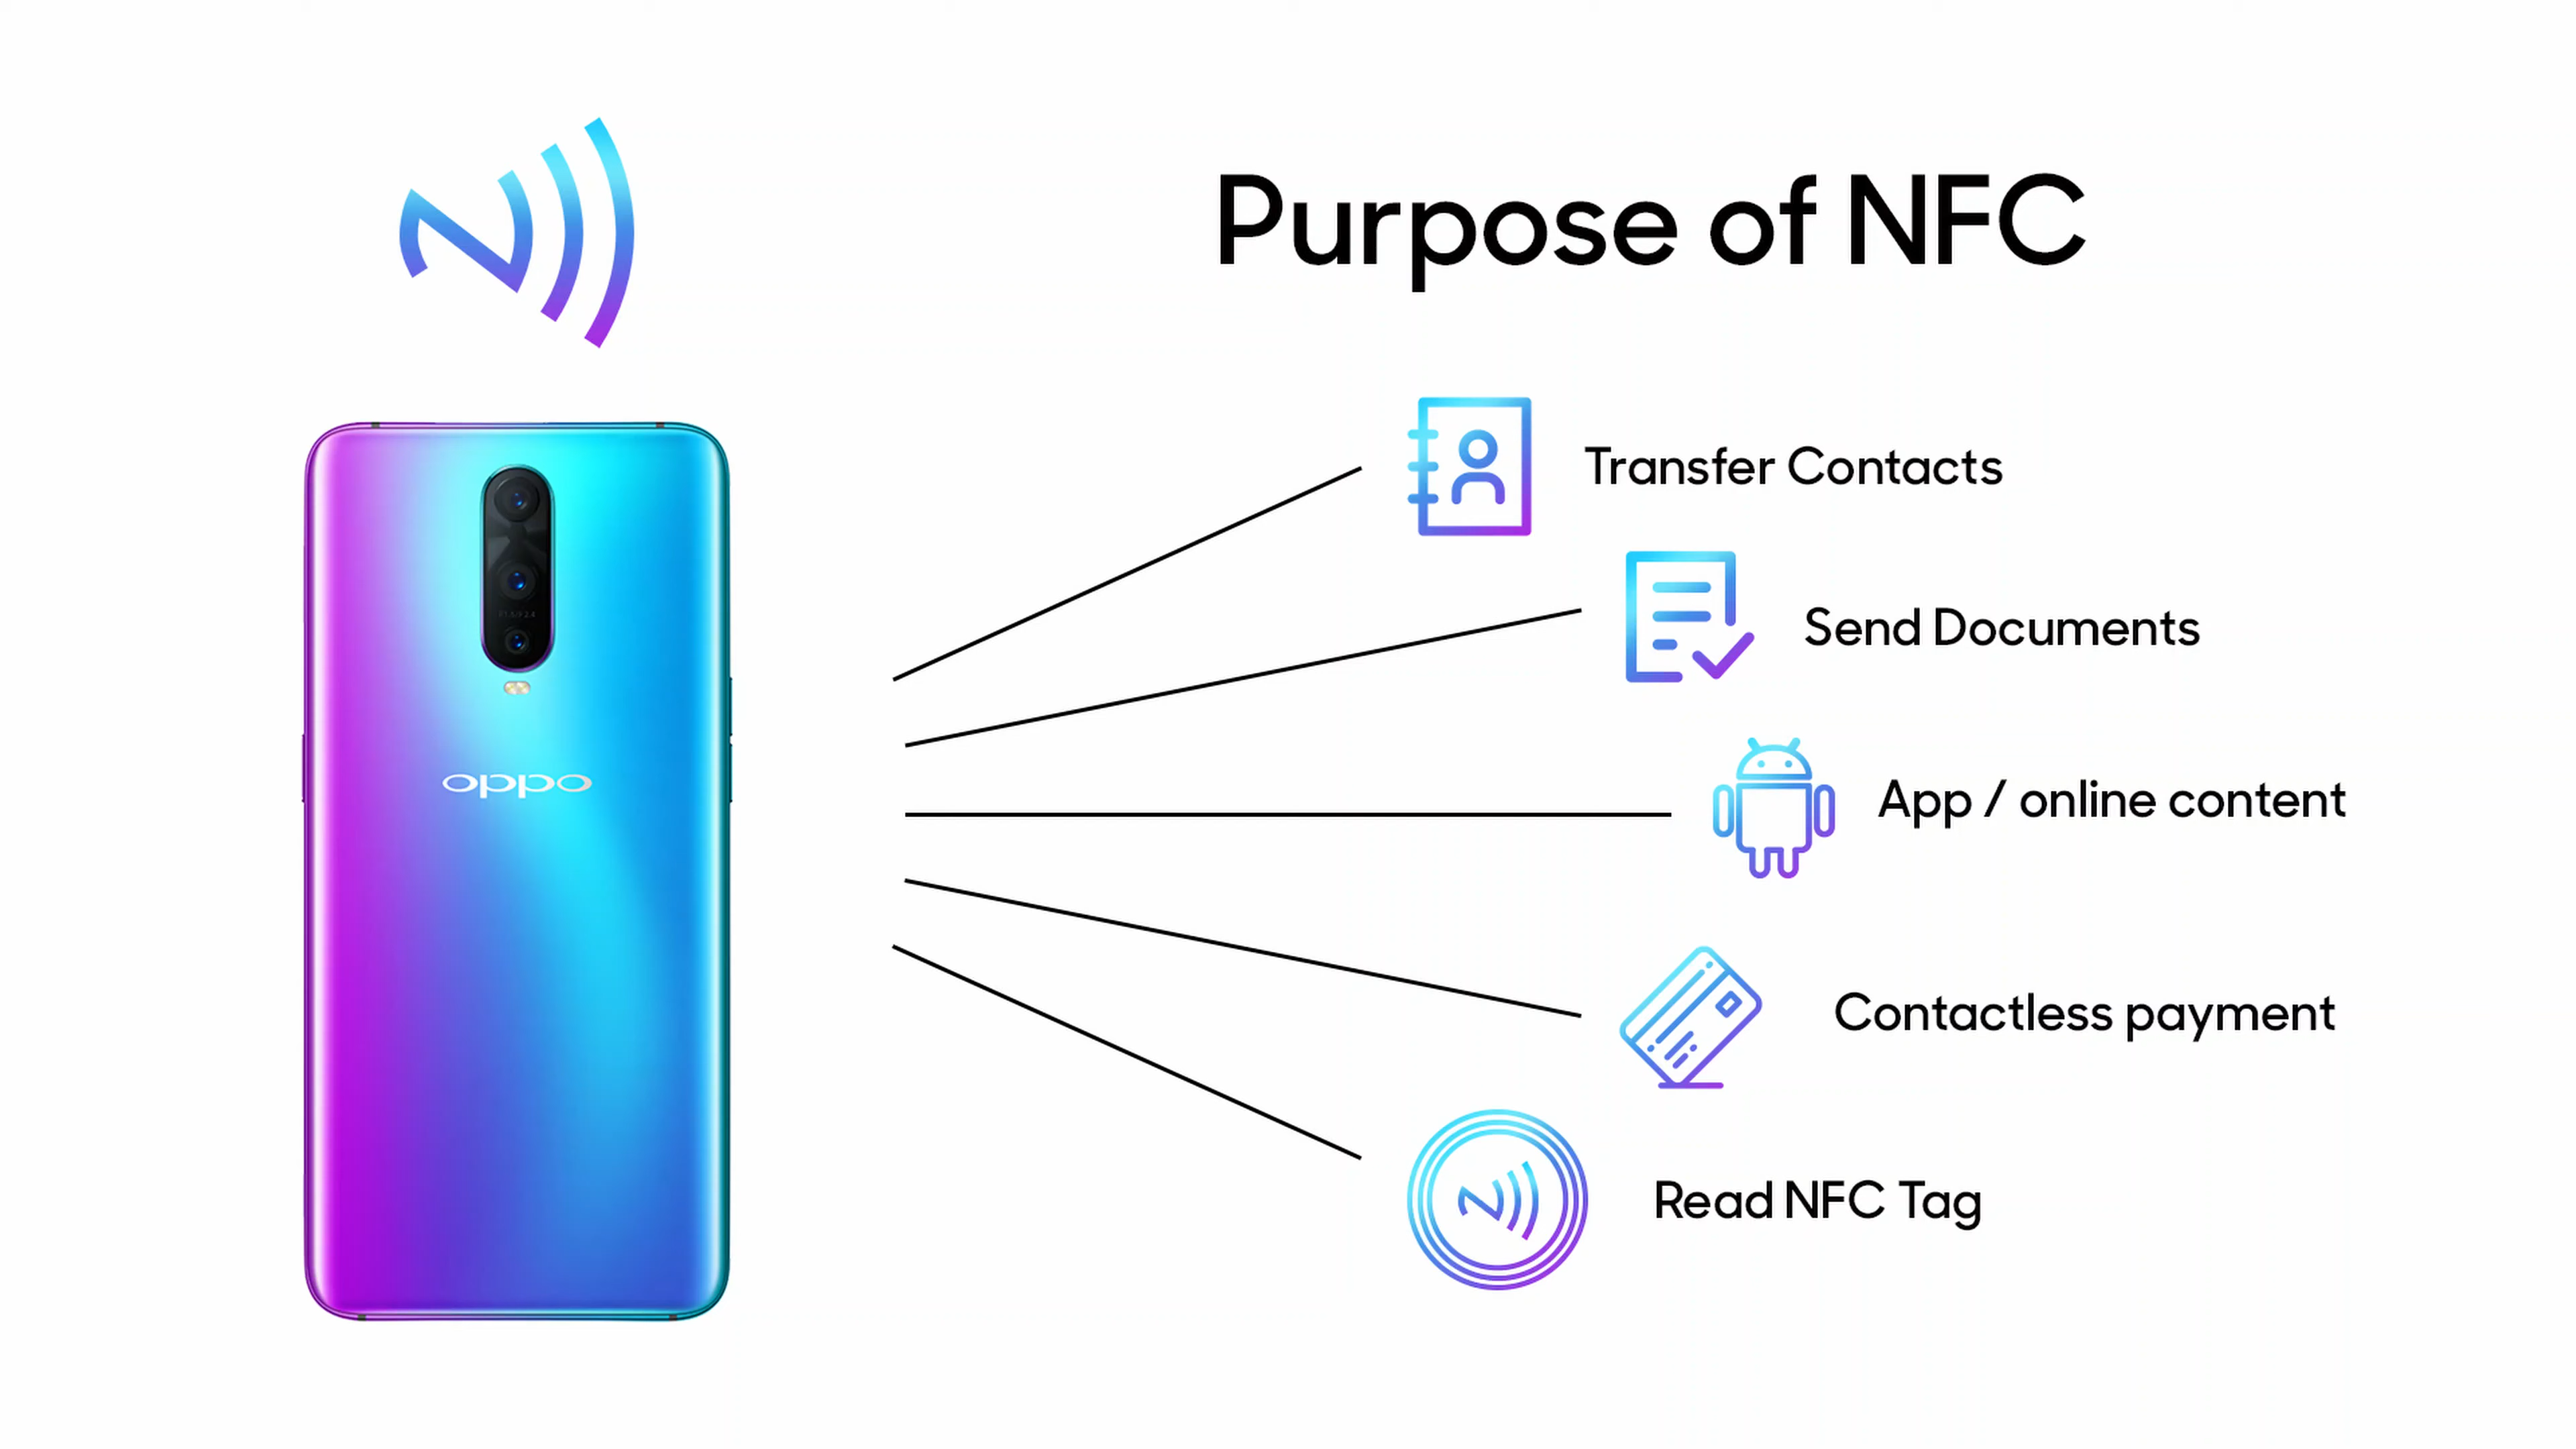 Purpose of NFC
Transfer Contacts
Send Documents
oppo
App / online content
Contactless payment
Read NFC Tag